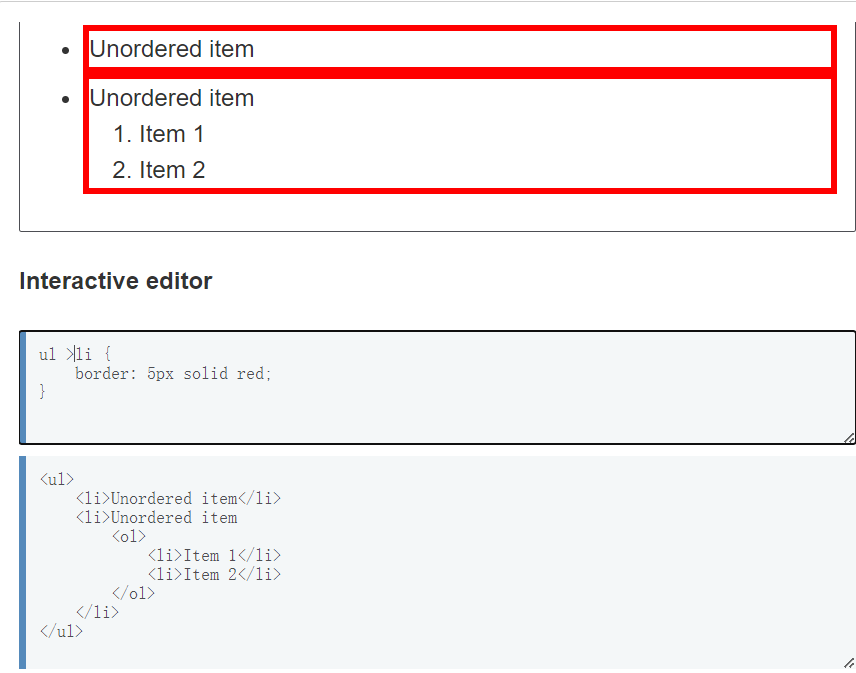 • Unordered item
• Unordered item
1. Item 1
2. Item 2
Interactive editor
ul >li {
    border: 5px solid red;
}
<ul>
    <li>Unordered item</li>
    <li>Unordered item
        <ol>
            <li>Item 1</li>
            <li>Item 2</li>
        </ol>
    </li>
</ul>